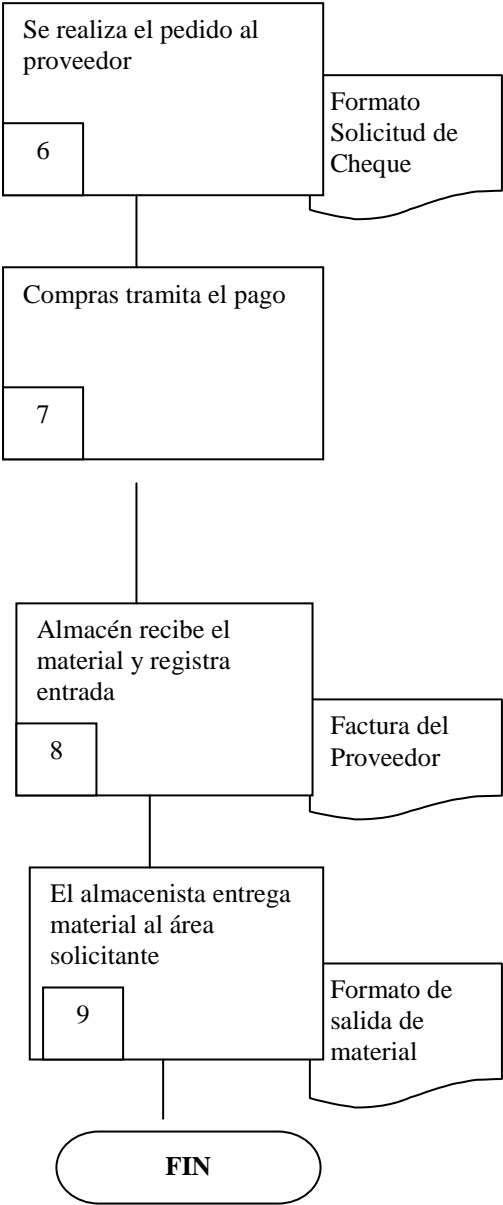 Se realiza el pedido al
proveedor
6
Formato
Solicitud de
Cheque
Compras tramita el pago
7
Almacén recibe el
material y registra
entrada
8
Factura del
Proveedor
El almacenista entrega
material al área
solicitante
9
Formato de
salida de
material
FIN